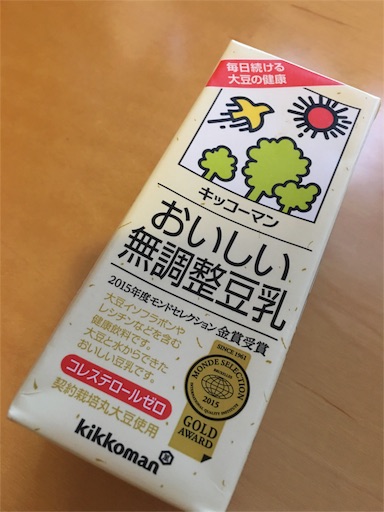 毎日続ける
大豆の健康
キッコーマン
おいしい
無調整豆乳
2015年度モンドセレクション金賞受賞
大豆イソフラボンや
レシチンなどを含む
健康飲料です。
大豆と水からできた
おいしい豆乳です。
コレステロールゼロ
契約栽培丸大豆使用
kikkoman
SINCE 1961
MONDE SELECTION
BRUXELLES
INTERNATIONAL QUALITY INSTITUTE
2015
GOLD
AWARD